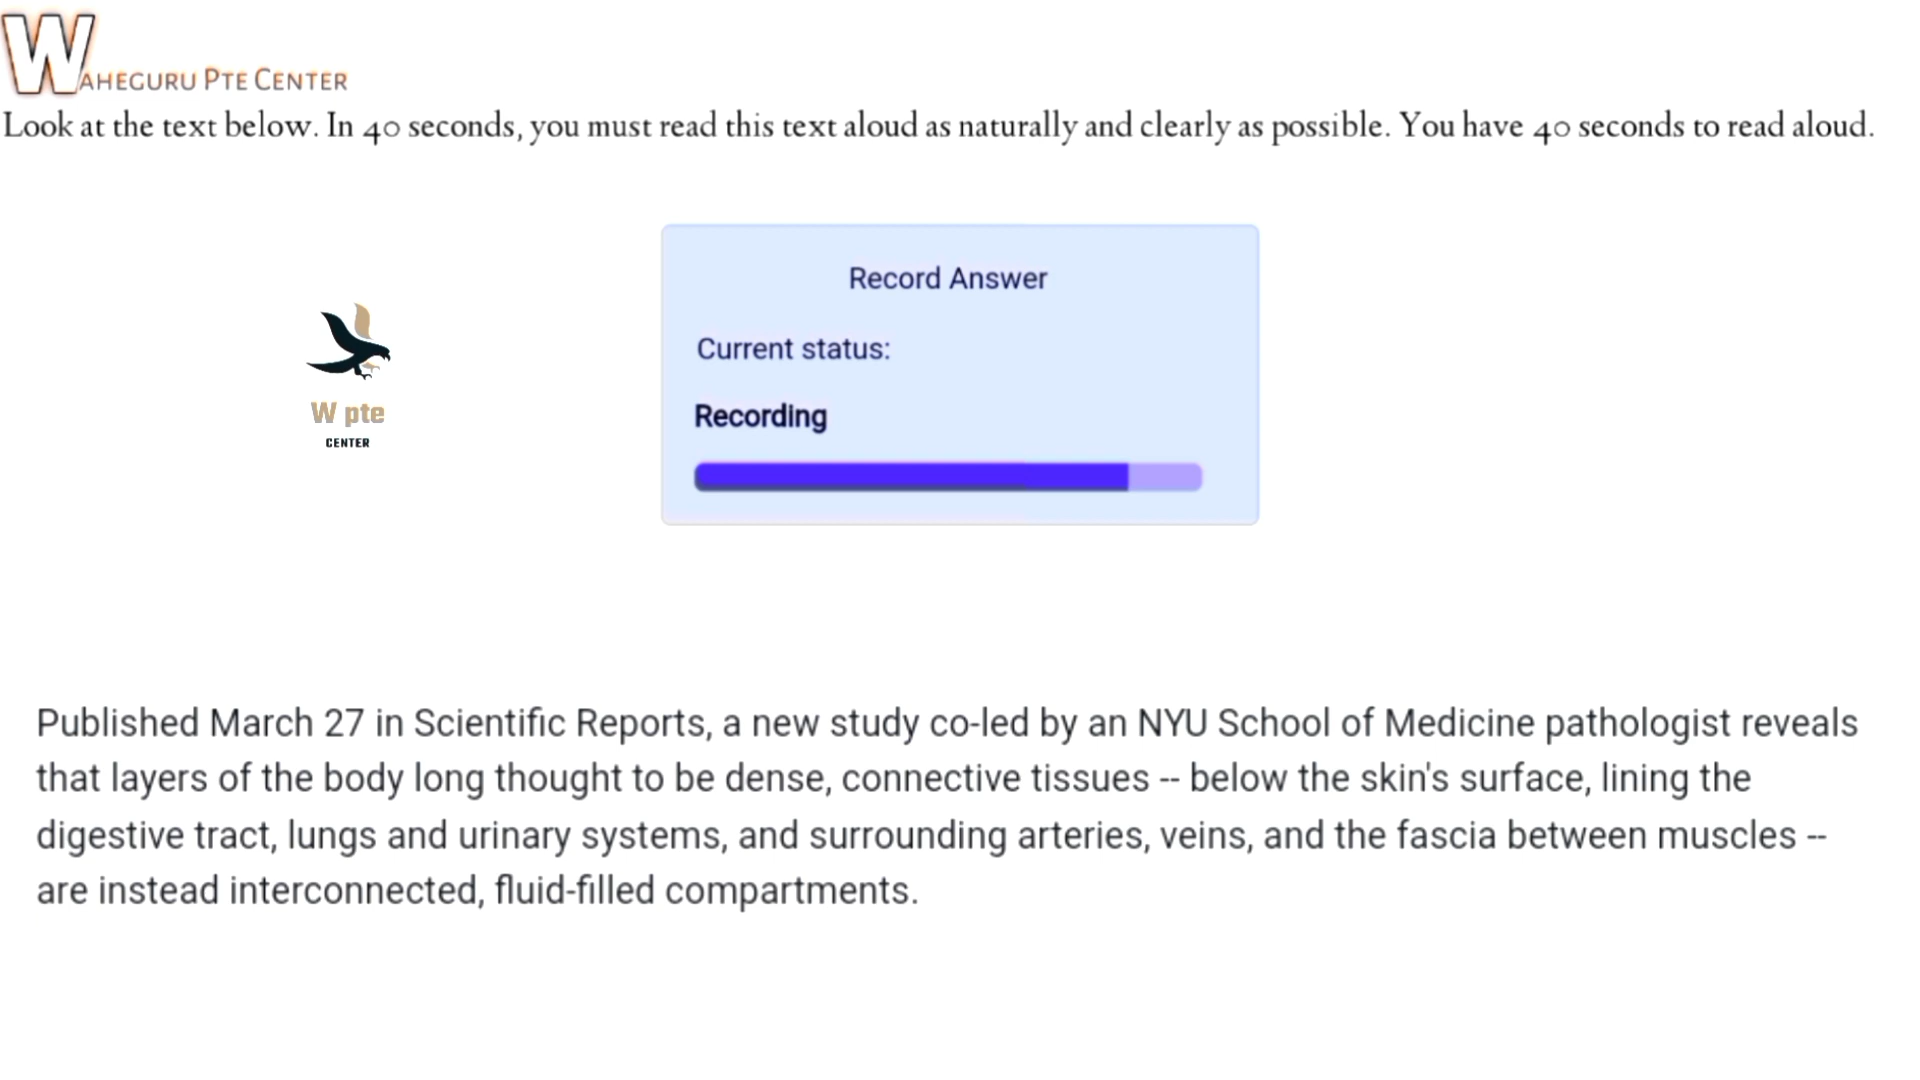 WAHEGURU PTE CENTER
Look at the text below. In 40 seconds, you must read this text aloud as naturally and clearly as possible. You have 40 seconds to read aloud.
Record Answer
Current status:
Recording
W pte
CENTER
Published March 27 in Scientific Reports, a new study co-led by an NYU School of Medicine pathologist reveals
that layers of the body long thought to be dense, connective tissues -- below the skin's surface, lining the
digestive tract, lungs and urinary systems, and surrounding arteries, veins, and the fascia between muscles --
are instead interconnected, fluid-filled compartments.